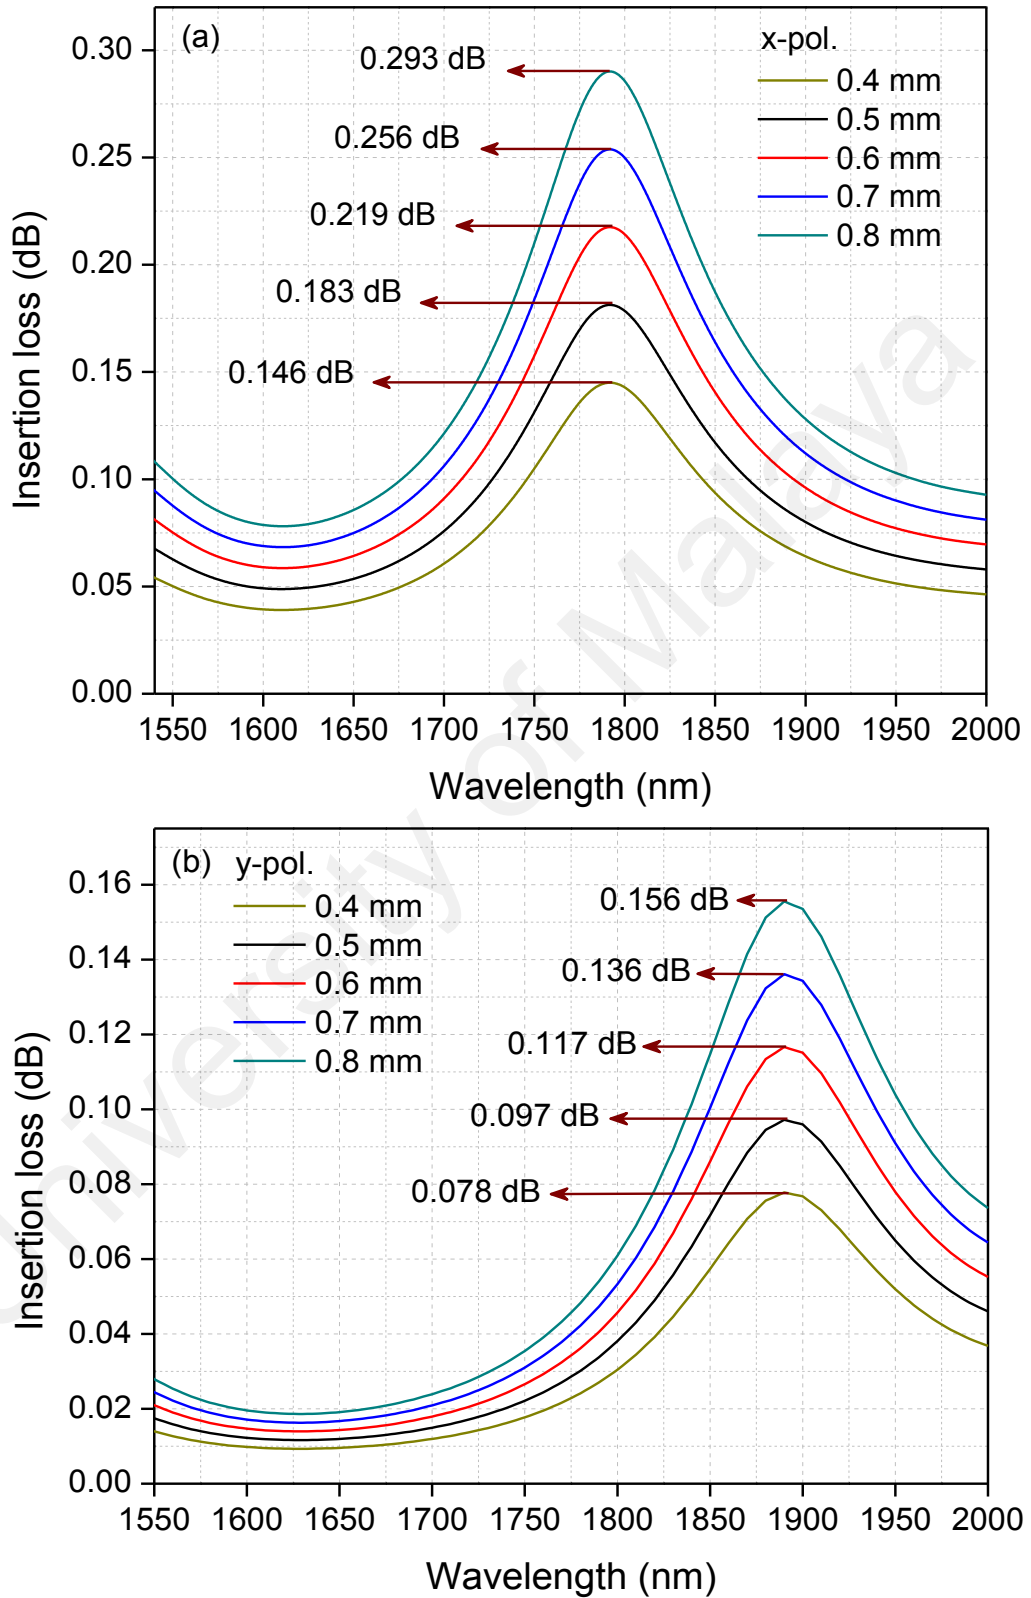 (a)
x-pol.
0.4 mm
0.5 mm
0.6 mm
0.7 mm
0.8 mm
0.293 dB
0.256 dB
0.219 dB
0.183 dB
0.146 dB
0.30
0.25
0.20
0.15
0.10
0.05
0.00
Insertion loss (dB)
1550 1600 1650 1700 1750 1800 1850 1900 1950 2000
Wavelength (nm)
(b) y-pol.
0.4 mm
0.5 mm
0.6 mm
0.7 mm
0.8 mm
0.156 dB
0.136 dB
0.117 dB
0.097 dB
0.078 dB
0.16
0.14
0.12
0.10
0.08
0.06
0.04
0.02
0.00
Insertion loss (dB)
1550 1600 1650 1700 1750 1800 1850 1900 1950 2000
Wavelength (nm)
University of Malaya